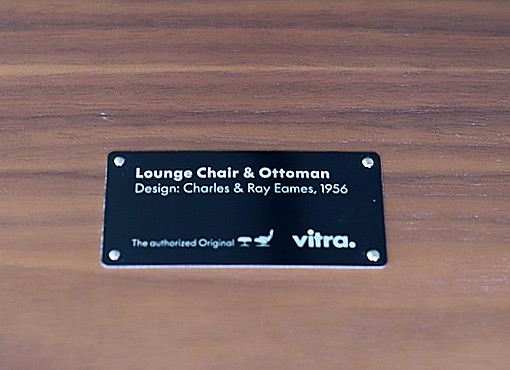 Lounge Chair & Ottoman
Design: Charles & Ray Eames, 1956
The authorized Original
vitra.